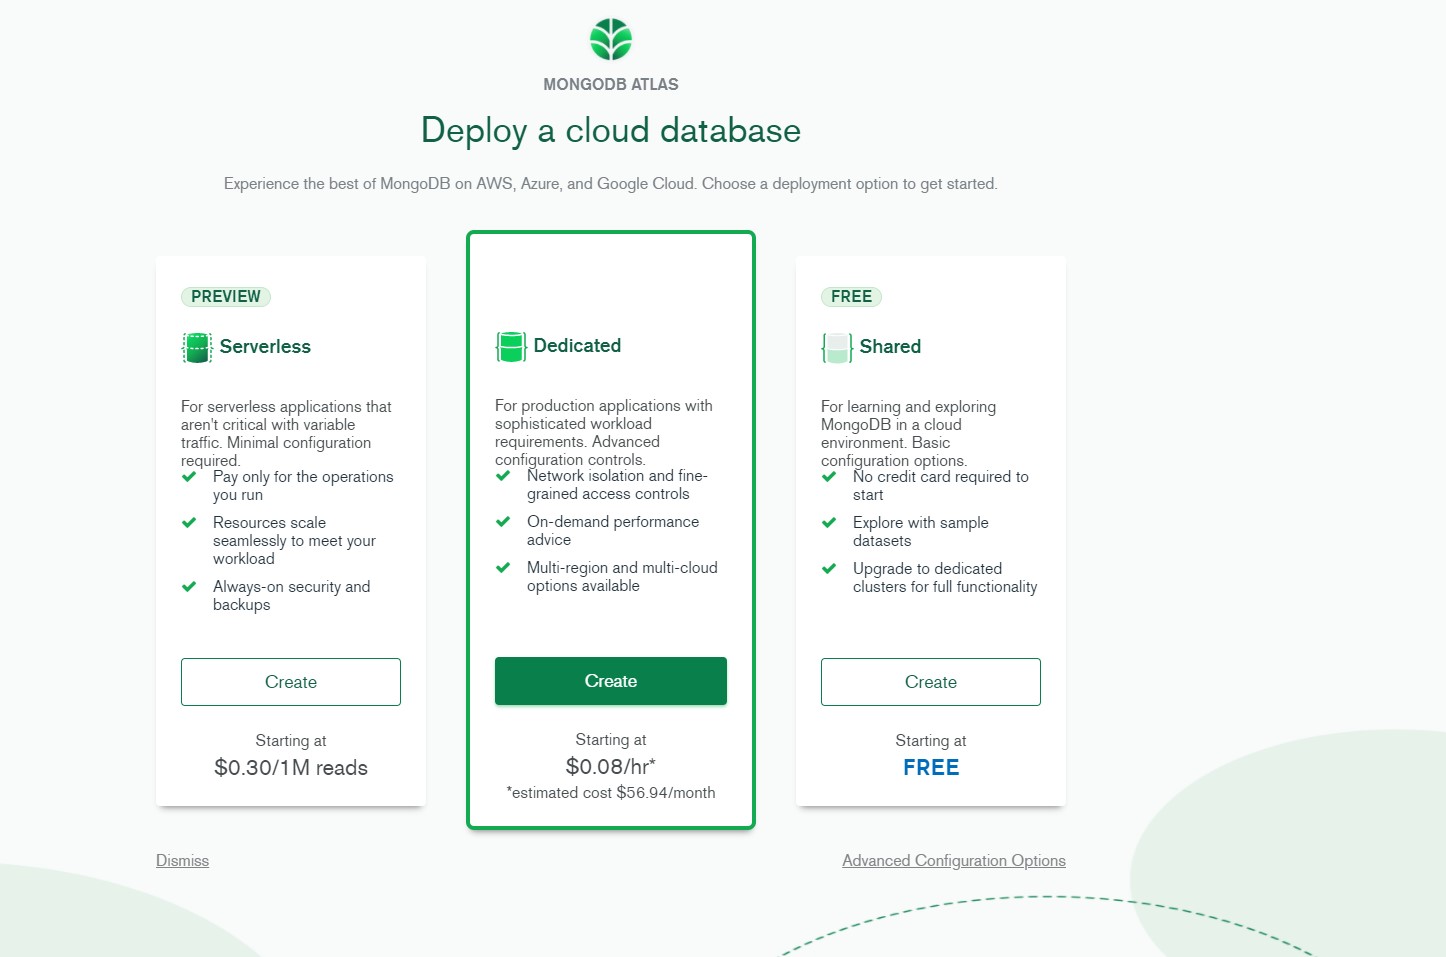 MONGODB ATLAS
Deploy a cloud database
Experience the best of MongoDB on AWS, Azure, and Google Cloud. Choose a deployment option to get started.
PREVIEW
Serverless
For serverless applications that
aren't critical with variable
traffic. Minimal configuration
required.
Pay only for the operations
you run
Resources scale
seamlessly to meet your
workload
Always-on security and
backups
Create
Starting at
$0.30/1M reads
Dedicated
For production applications with
sophisticated workload
requirements. Advanced
configuration controls.
Network isolation and fine-
grained access controls
On-demand performance
advice
Multi-region and multi-cloud
options available
Create
Starting at
$0.08/hr*
*estimated cost $56.94/month
FREE
Shared
For learning and exploring
MongoDB in a cloud
environment. Basic
configuration options.
No credit card required to
start
Explore with sample
datasets
Upgrade to dedicated
clusters for full functionality
Create
Starting at
FREE
Dismiss
Advanced Configuration Options